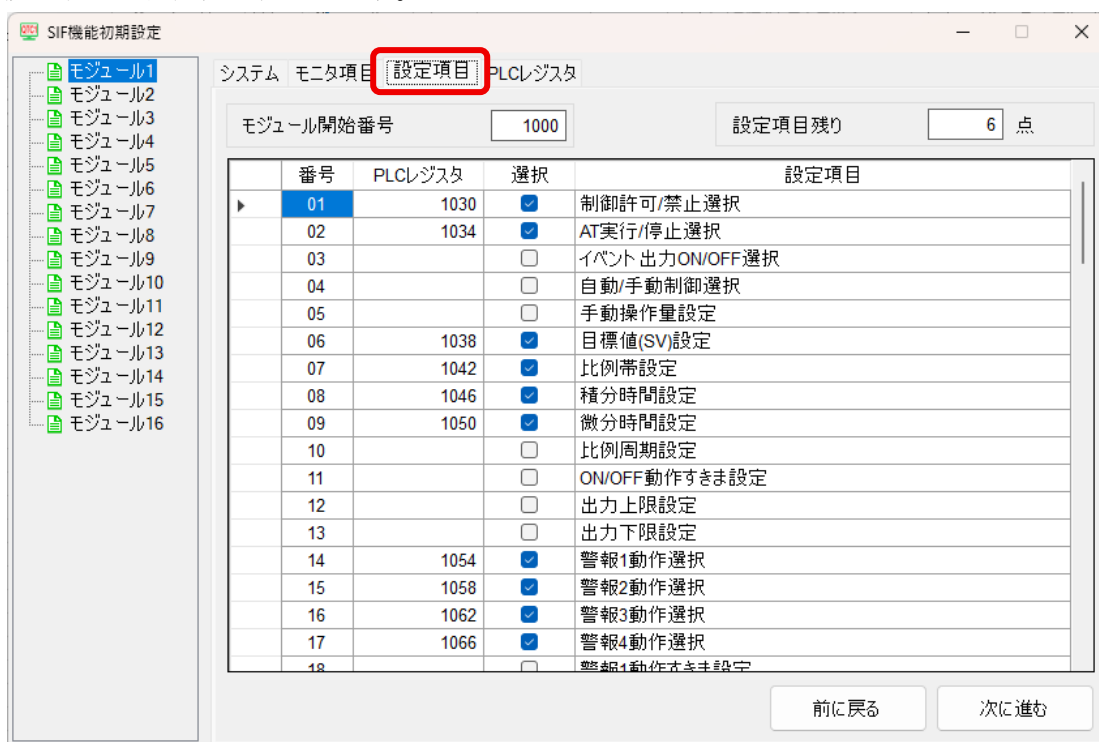 SIF機能初期設定
モジュール1
モジュール2
モジュール3
モジュール4
モジュール5
モジュール6
モジュール7
モジュール8
モジュール9
モジュール10
モジュール11
モジュール12
モジュール13
モジュール14
モジュール15
モジュール16
システム モニタ項目 設定項目 PLCレジスタ
モジュール開始番号 1000 設定項目残り 6 点
番号 PLCレジスタ 選択 設定項目
01 1030 制御許可/禁止選択
02 1034 AT実行/停止選択
03 イベント出力ON/OFF選択
04 自動/手動制御選択
05 手動操作量設定
06 1038 目標値(SV)設定
07 1042 比例帯設定
08 1046 積分時間設定
09 1050 微分時間設定
10 比例周期設定
11 ON/OFF動作すきま設定
12 出力上限設定
13 出力下限設定
14 1054 警報1動作選択
15 1058 警報2動作選択
16 1062 警報3動作選択
17 1066 警報4動作選択
18 警報1動作すきま設定
前に戻る 次に進む